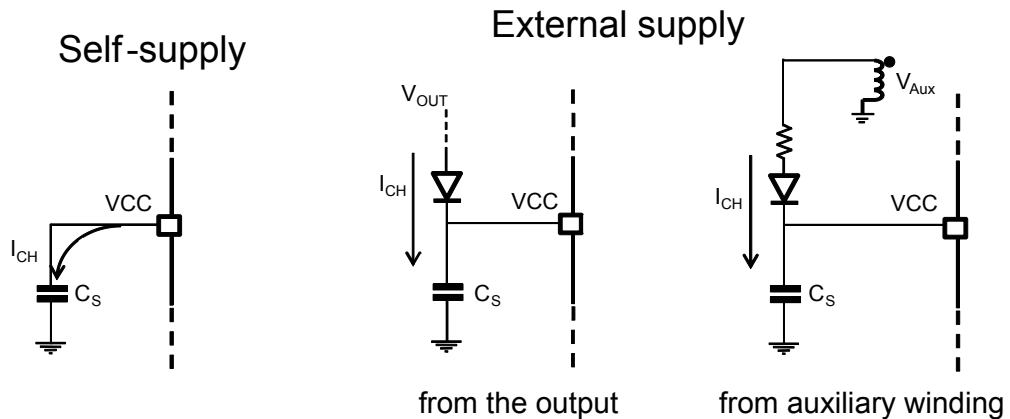 Self-supply
External supply
VCC
I_CH
C_S
V_OUT
I_CH
VCC
C_S
from the output
V_Aux
I_CH
VCC
C_S
from auxiliary winding